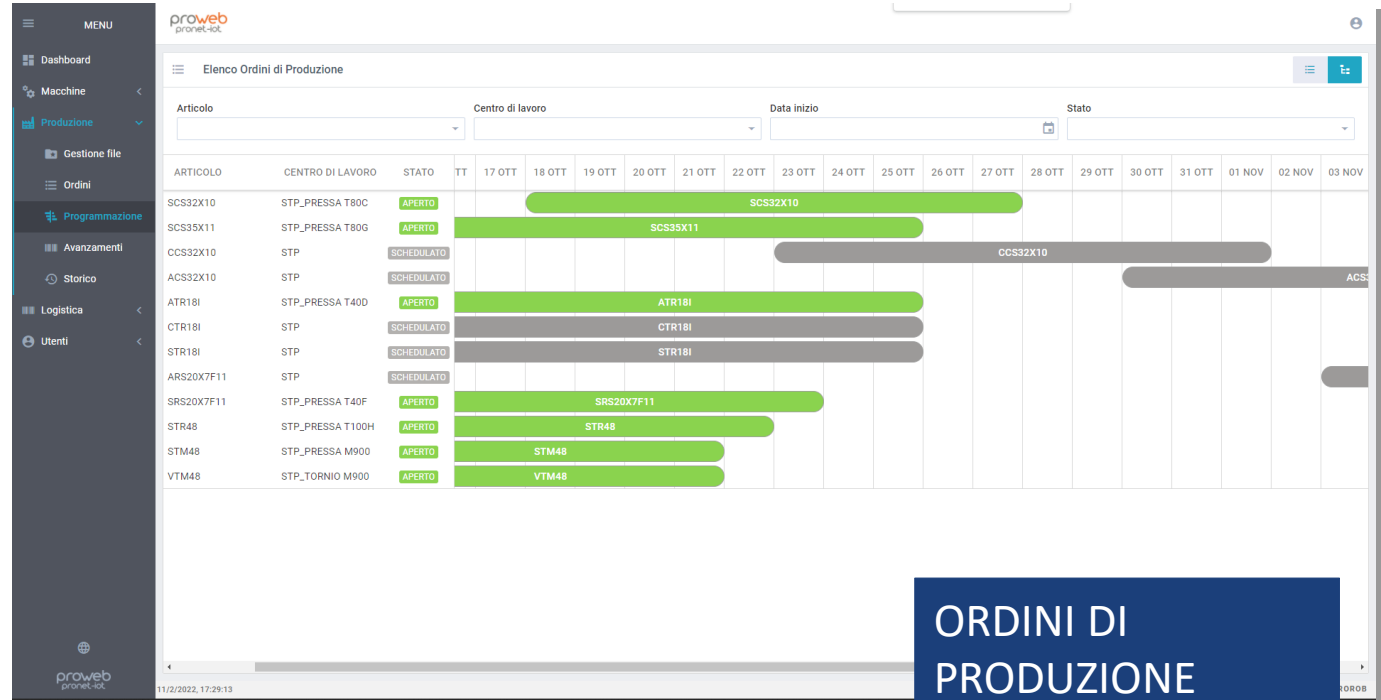 MENU
proweb
pronet-iot
Dashboard
Macchine
Produzione
Gestione file
Ordini
Programmazione
Avanzamenti
Storico
Logistica
Utenti
proweb
pronet-iot
Elenco Ordini di Produzione
Articolo Centro di lavoro Data inizio Stato
ARTICOLO CENTRO DI LAVORO STATO TT 17 OTT 18 OTT 19 OTT 20 OTT 21 OTT 22 OTT 23 OTT 24 OTT 25 OTT 26 OTT 27 OTT 28 OTT 29 OTT 30 OTT 31 OTT 01 NOV 02 NOV 03 NOV
SCS32X10 STP_PRESSA T80C APERTO SCS32X10
SCS35X11 STP_PRESSA T80G APERTO SCS35X11
CCS32X10 STP SCHEDULATO CCS32X10
ACS32X10 STP SCHEDULATO ACS3
ATR18I STP_PRESSA T40D APERTO ATR18I
CTR18I STP SCHEDULATO CTR18I
STR18I STP SCHEDULATO STR18I
ARS20X7F11 STP SCHEDULATO
SRS20X7F11 STP_PRESSA T40F APERTO SRS20X7F11
STR48 STP_PRESSA T100H APERTO STR48
STM48 STP_PRESSA M900 APERTO STM48
VTM48 STP_TORNIO M900 APERTO VTM48
ORDINI DI
PRODUZIONE
11/2/2022, 17:29:13